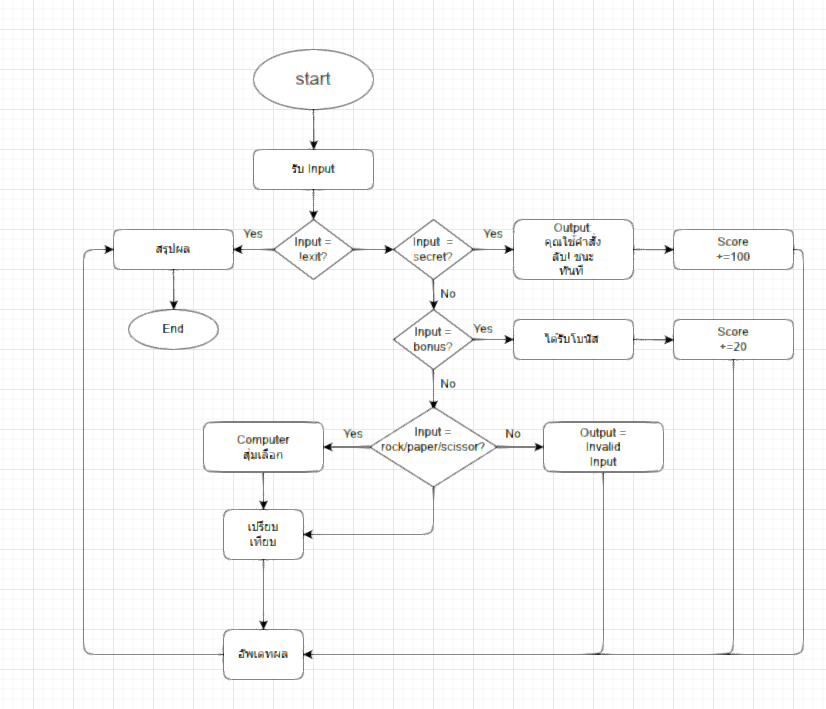 start
รับ Input
Yes
Input =
!exit?
สรุปผล
End
Input =
secret?
Yes
Output:
คุณใช้คำสั่ง
ลับ! ชนะ
ทันที
Score
+=100
No
Input =
bonus?
Yes
ได้รับโบนัส
Score
+=20
No
Input =
rock/paper/scissor?
Yes
Computer
สุ่มเลือก
No
Output =
Invalid
Input
เปรียบ
เทียบ
อัพเดทผล